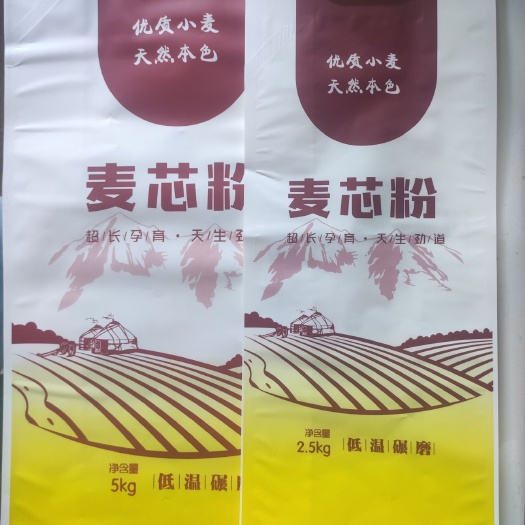 优质小麦
天然本色
麦芯粉
超/长/孕/育·天/生/劲
净含量
5kg
低温碾
优质小麦
天然本色
麦芯粉
超/长/孕/育·天/生/劲/道
净含量
2.5kg
|低|温|碾|磨|